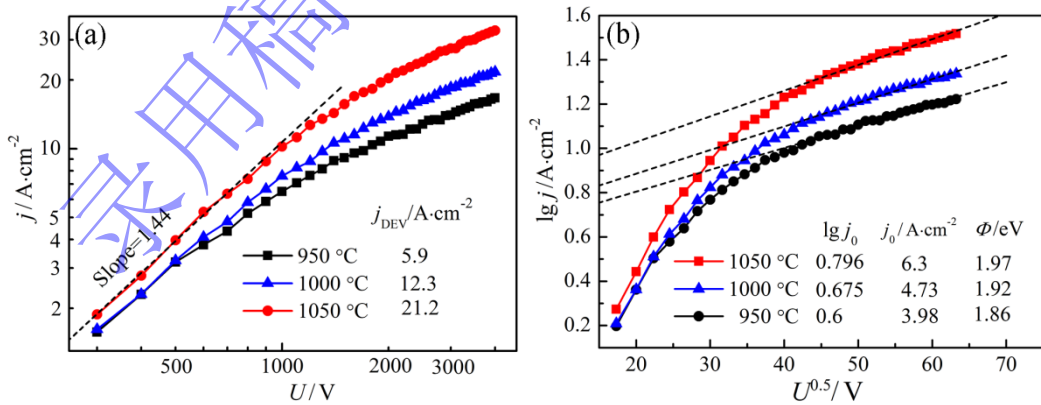 录用稿
(a)
30
20
10
5
4
3
2
j/A·cm⁻²
Slope=1.44
j_DEV/A·cm⁻²
950 °C 5.9
1000 °C 12.3
1050 °C 21.2
500 1000 2000 3000
U/V
(b)
1.6
1.4
1.2
1.0
0.8
0.6
0.4
0.2
lg j/A·cm⁻²
lg j₀ j₀/A·cm⁻² Φ/eV
1050 °C 0.796 6.3 1.97
1000 °C 0.675 4.73 1.92
950 °C 0.6 3.98 1.86
20 30 40 50 60 70
U⁰·⁵/V